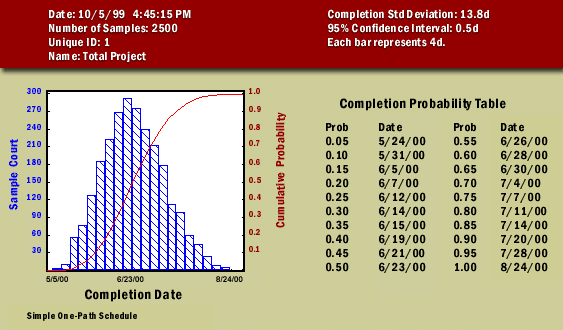 Date: 10/5/99 4:45:15 PM
Number of Samples: 2500
Unique ID: 1
Name: Total Project
Completion Std Deviation: 13.8d
95% Confidence Interval: 0.5d
Each bar represents 4d.
Sample Court
300
270
240
210
180
150
120
90
60
30
1.0
0.9
0.8
0.7
0.6
0.5
0.4
0.3
0.2
0.1
Cumulative Probability
5/5/00 6/23/00 8/24/00
Completion Date
Simple One-Path Schedule
Completion Probability Table
Prob Date Prob Date
0.05 5/24/00 0.55 6/26/00
0.10 5/31/00 0.60 6/28/00
0.15 6/5/00 0.65 6/30/00
0.20 6/7/00 0.70 7/4/00
0.25 6/12/00 0.75 7/7/00
0.30 6/14/00 0.80 7/11/00
0.35 6/15/00 0.85 7/14/00
0.40 6/19/00 0.90 7/20/00
0.45 6/21/00 0.95 7/28/00
0.50 6/23/00 1.00 8/24/00